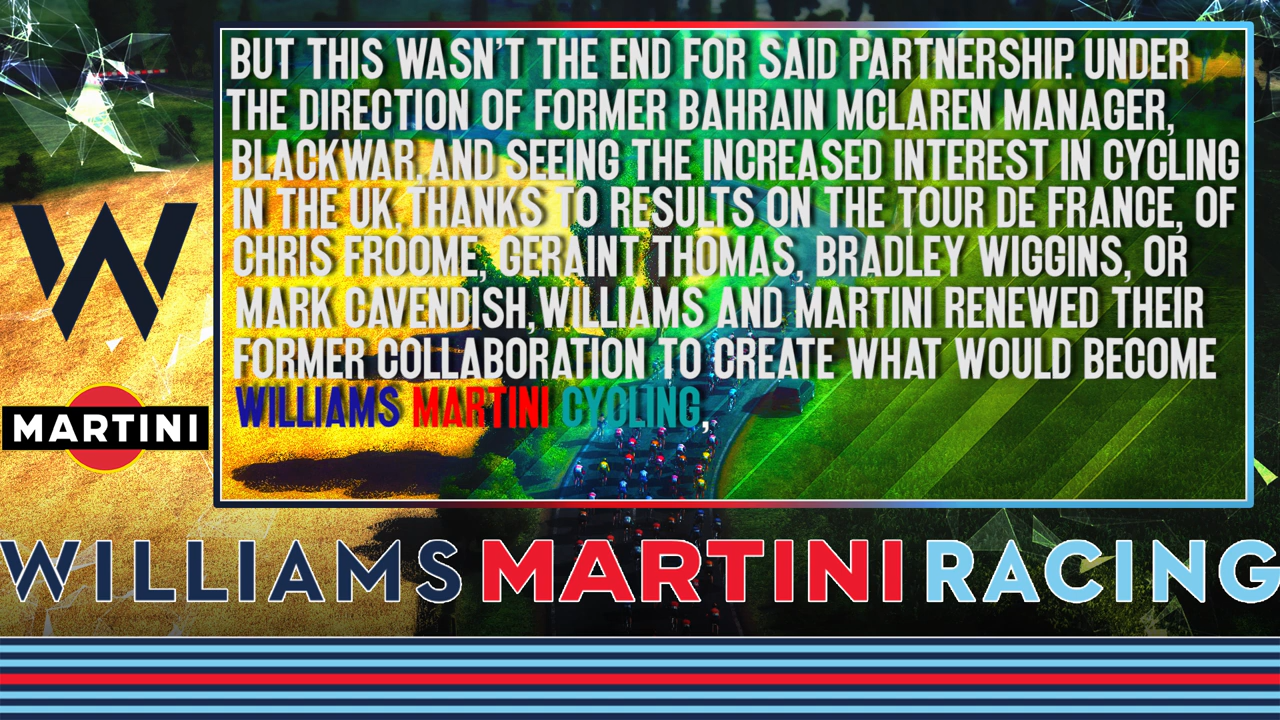 BUT THIS WASN'T THE END FOR SAID PARTNERSHIP. UNDER
THE DIRECTION OF FORMER BAHRAIN MCLAREN MANAGER,
BLACKWAR, AND SEEING THE INCREASED INTEREST IN CYCLING
IN THE UK, THANKS TO RESULTS ON THE TOUR DE FRANCE, OF
CHRIS FROOME, GERAINT THOMAS, BRADLEY WIGGINS, OR
MARK CAVENDISH, WILLIAMS AND MARTINI RENEWED THEIR
FORMER COLLABORATION TO CREATE WHAT WOULD BECOME
WILLIAMS MARTINI CYCLING,
W
MARTINI
WILLIAMS MARTINI RACING